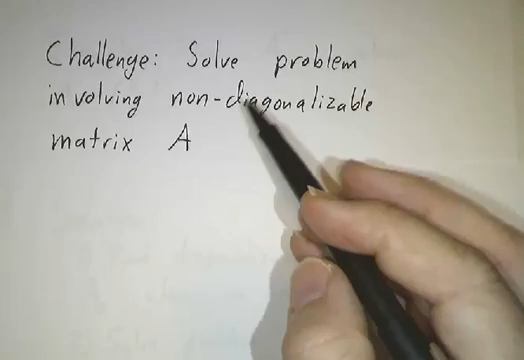 Challenge: Solve problem
involving non-diagonalizable
matrix A